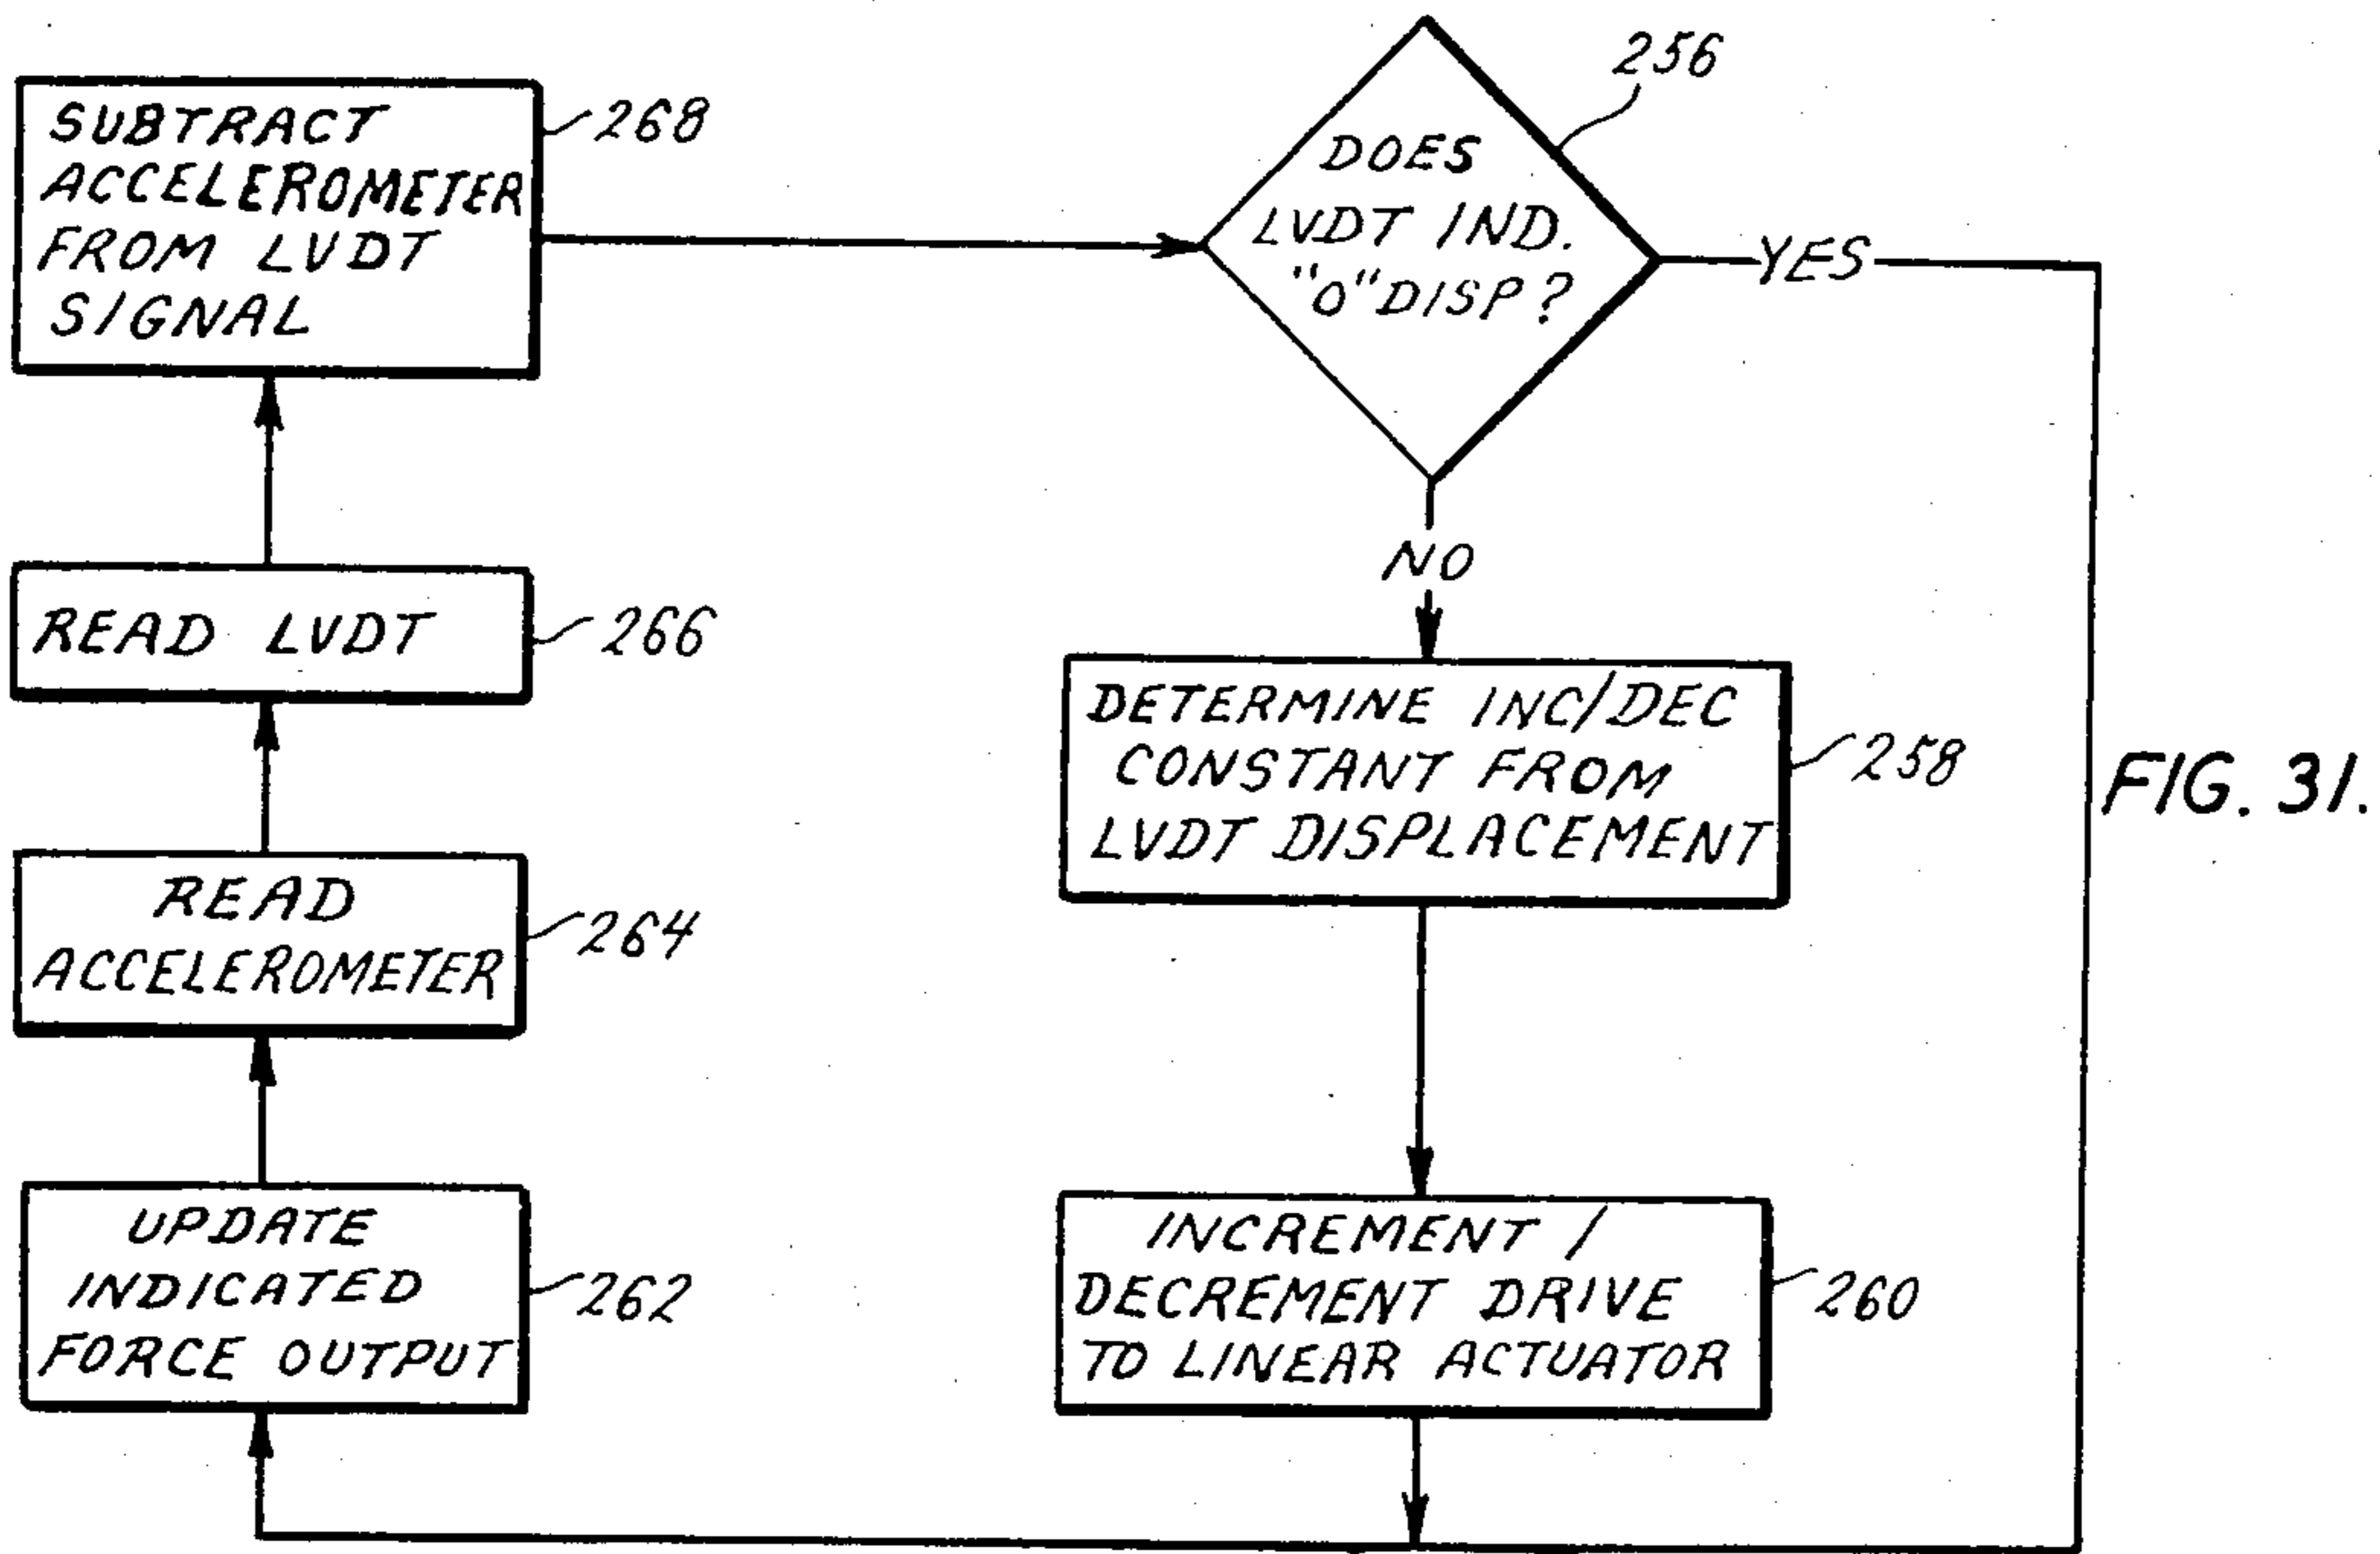 SUBTRACT
ACCELEROMETER
FROM LVDT
SIGNAL
268
READ LVDT
266
READ
ACCELEROMETER
264
UPDATE
INDICATED
FORCE OUTPUT
262
256
DOES
LVDT IND.
"0" DISP?
YES
NO
DETERMINE INC/DEC
CONSTANT FROM
LVDT DISPLACEMENT
258
INCREMENT /
DECREMENT DRIVE
TO LINEAR ACTUATOR
260
FIG. 31.